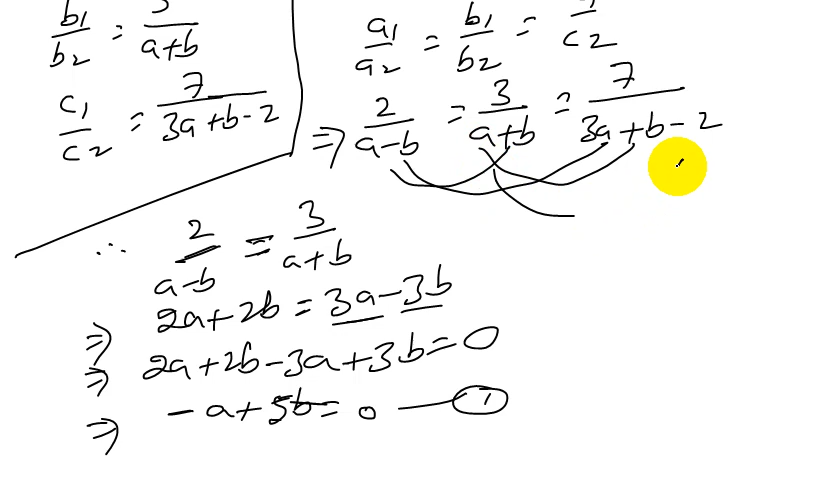 b1/b2 = 3/(a+b)
c1/c2 = 7/(3a+b-2)
a1/a2 = b1/b2 = /c2
⇒ 2/(a-b) = 3/(a+b) = 7/(3a+b-2)
∴ 2/(a-b) = 3/(a+b)
⇒ 2a+2b = 3a-3b
⇒ 2a+2b-3a+3b=0
⇒ -a+5b=0 — ①